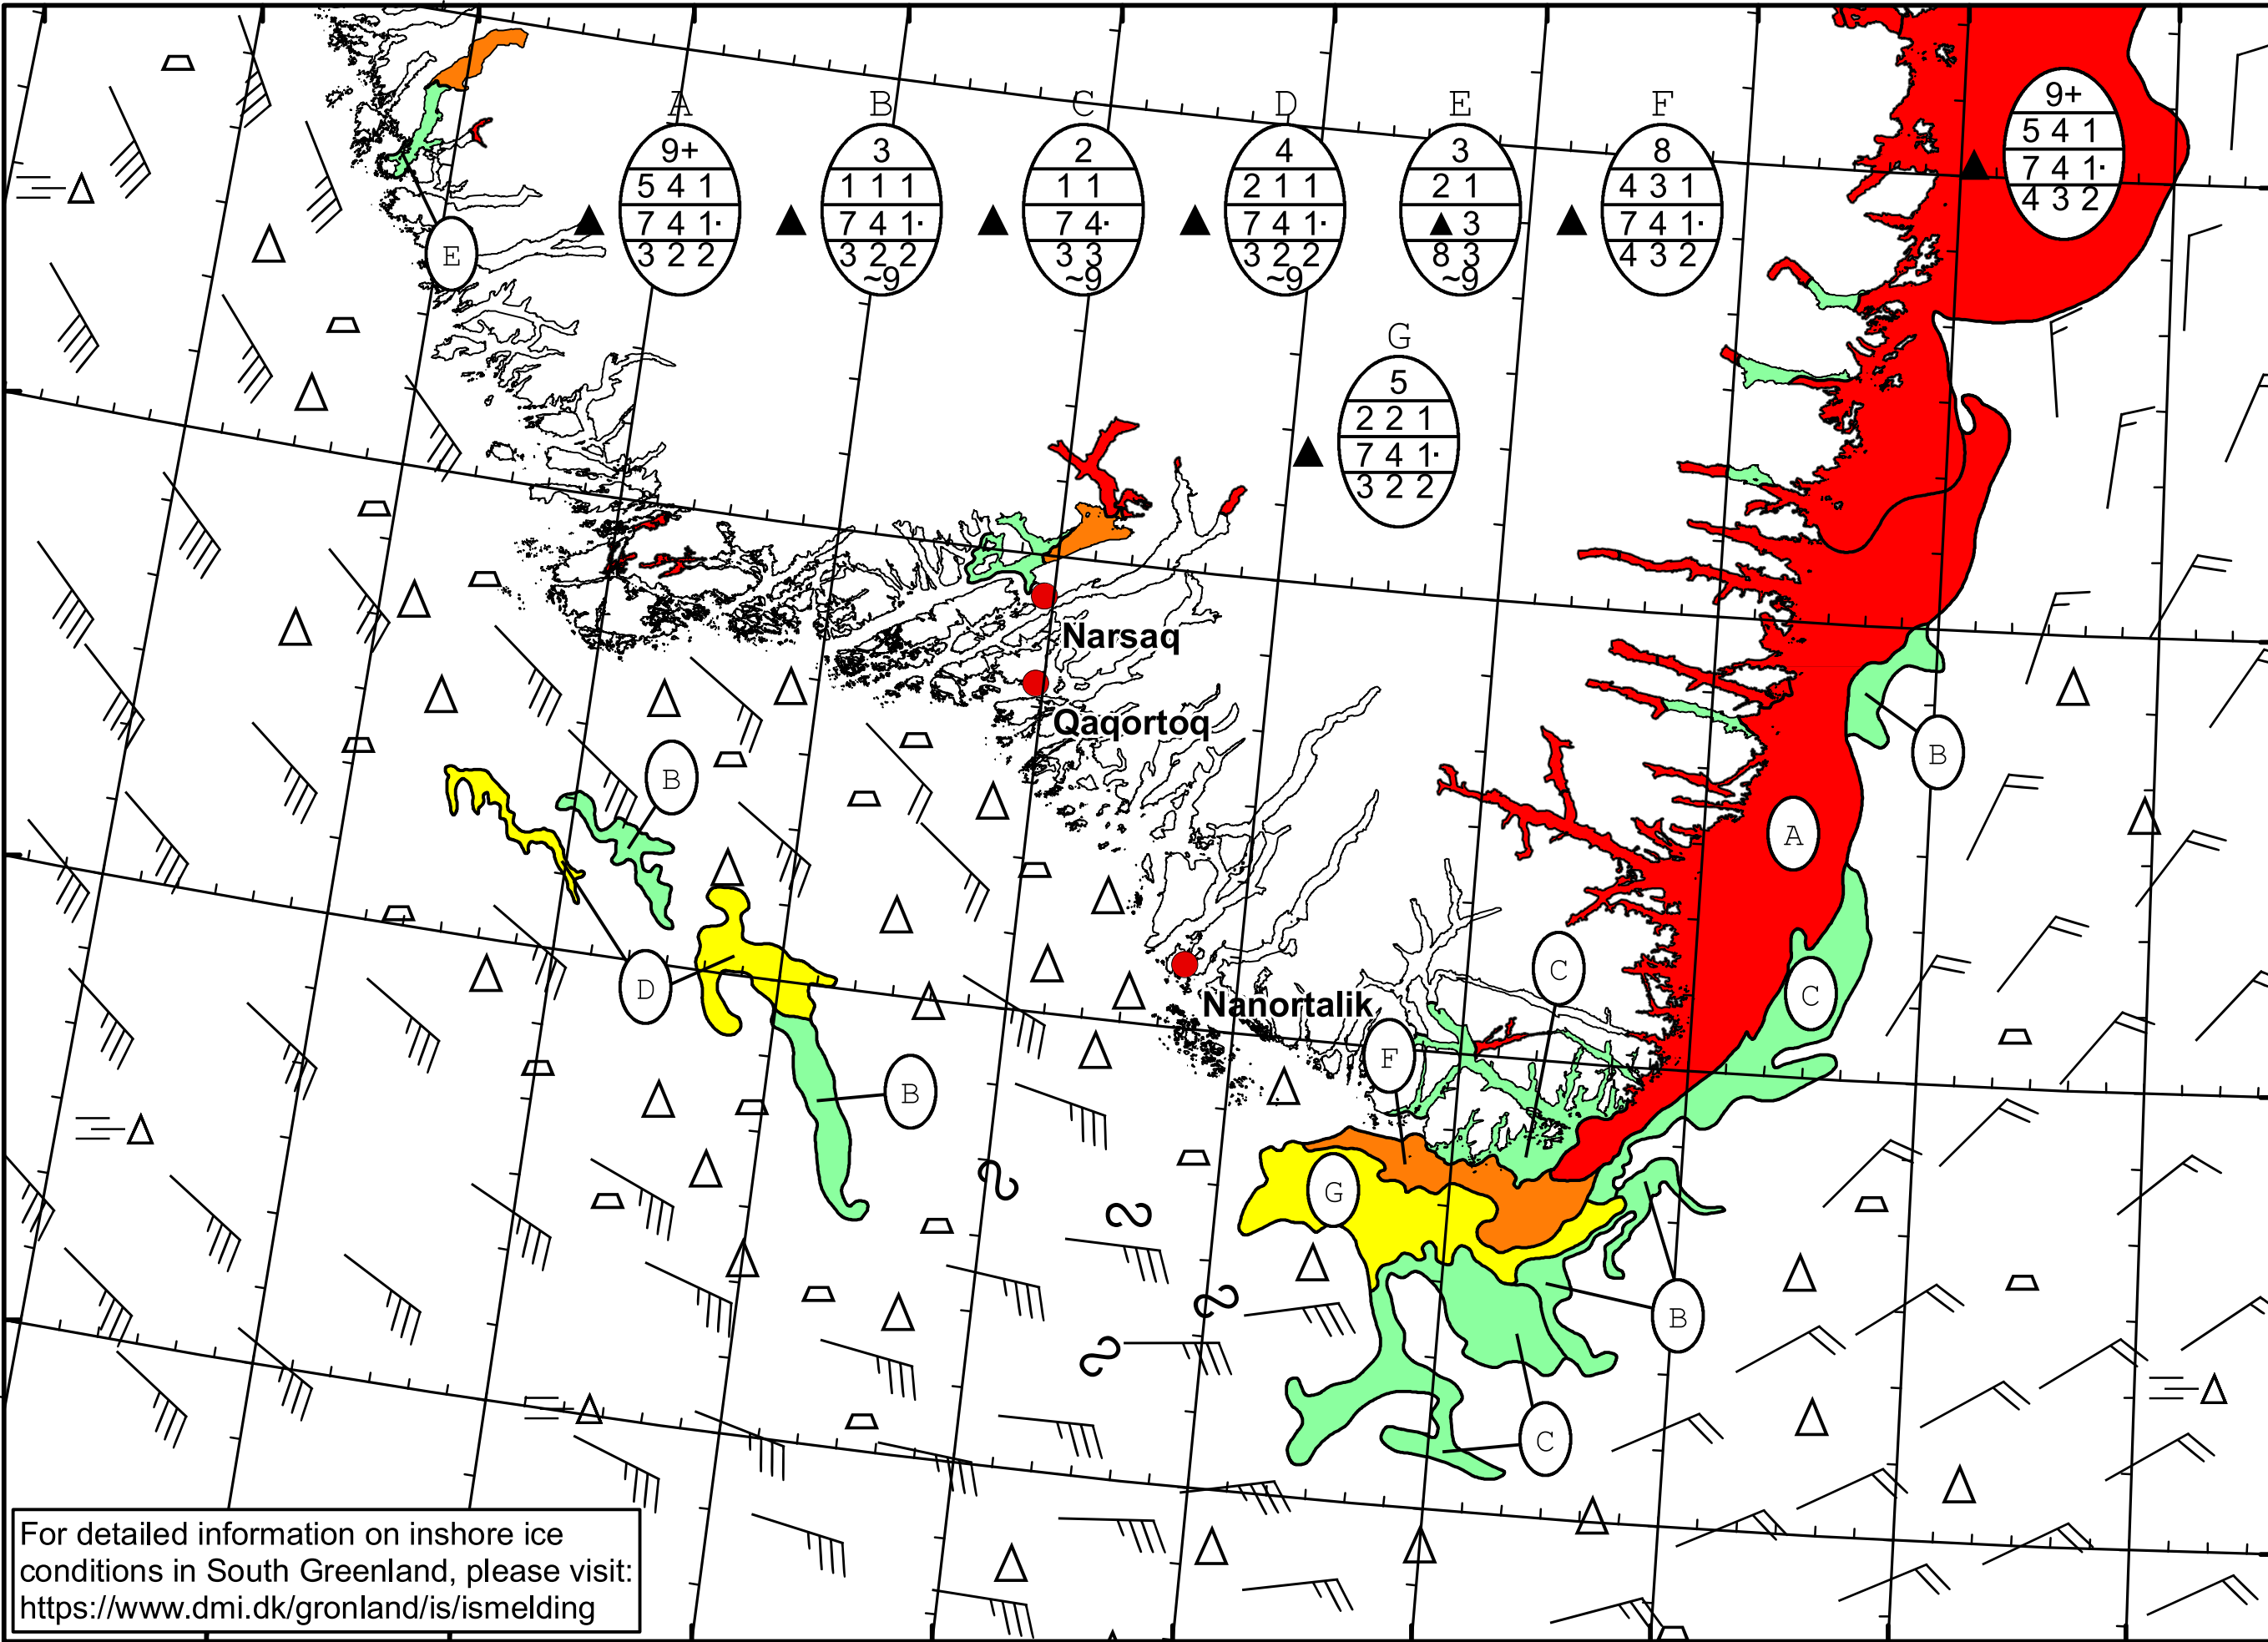 A B C D E F
9+
5 4 1
7 4 1·
3 2 2
3
1 1 1
7 4 1·
3 2 2
~9
2
1 1
7 4·
3 3
~9
4
2 1 1
7 4 1·
3 2 2
~9
3
2 1
▲ 3
8 3
~9
8
4 3 1
7 4 1·
4 3 2
9+
5 4 1
7 4 1·
4 3 2
E
G
5
2 2 1
7 4 1·
3 2 2
Narsaq
Qaqortoq
B
B
A
D
C
C
Nanortalik
F
B
G
B
C
For detailed information on inshore ice
conditions in South Greenland, please visit:
https://www.dmi.dk/gronland/is/ismelding